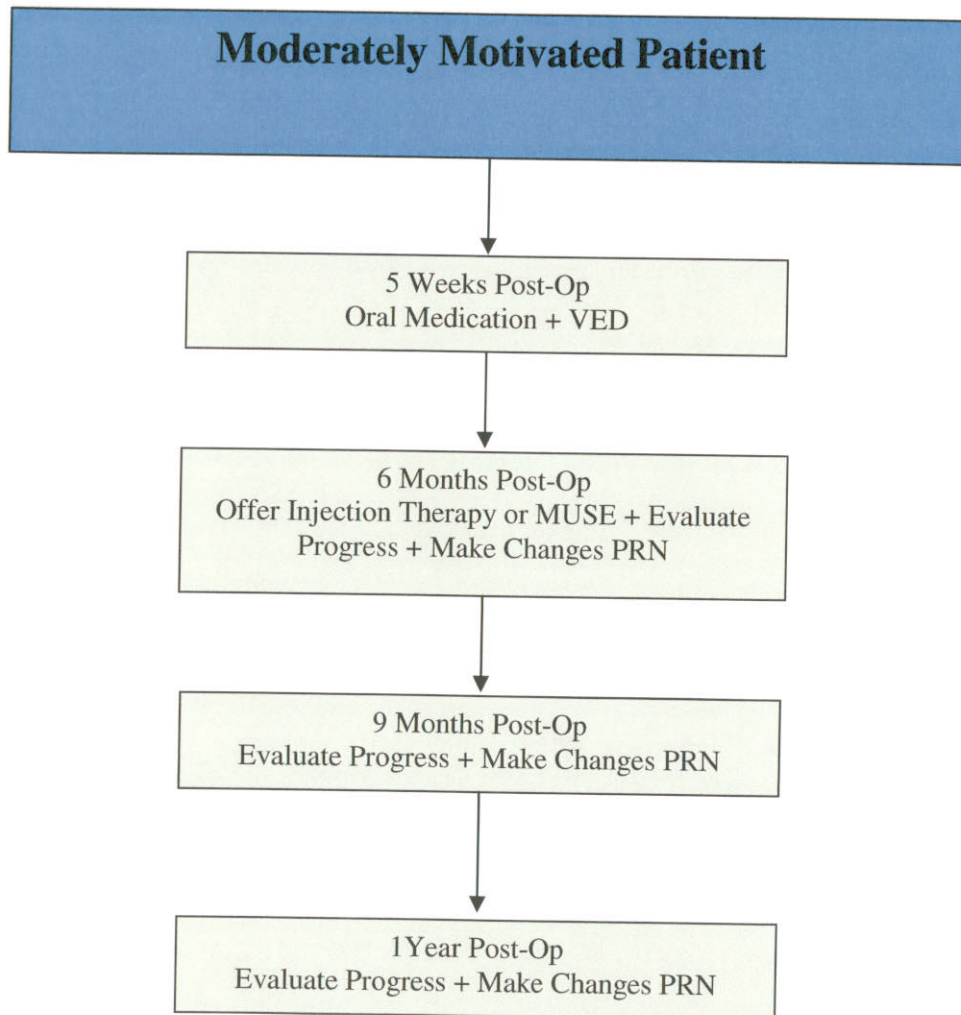 Moderately Motivated Patient
5 Weeks Post-Op
Oral Medication + VED
6 Months Post-Op
Offer Injection Therapy or MUSE + Evaluate
Progress + Make Changes PRN
9 Months Post-Op
Evaluate Progress + Make Changes PRN
1Year Post-Op
Evaluate Progress + Make Changes PRN